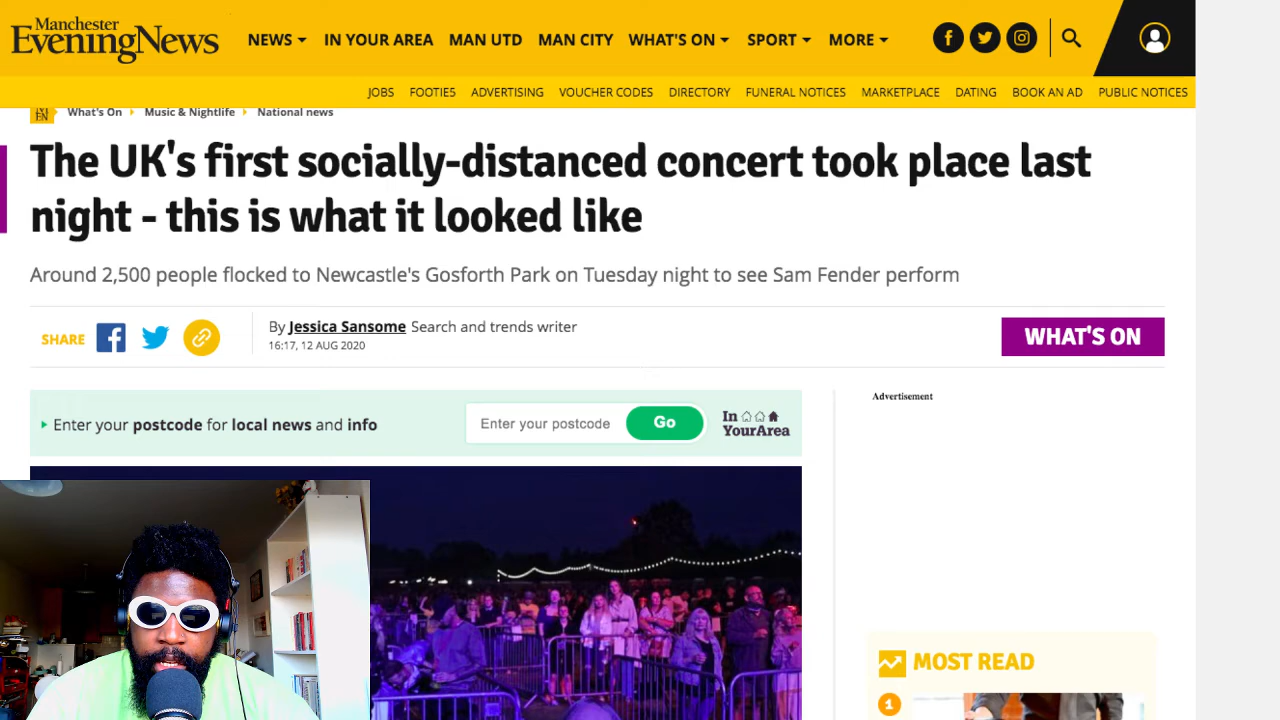 Manchester
Evening News
NEWS IN YOUR AREA MAN UTD MAN CITY WHAT'S ON SPORT MORE
JOBS FOOTIES ADVERTISING VOUCHER CODES DIRECTORY FUNERAL NOTICES MARKETPLACE DATING BOOK AN AD PUBLIC NOTICES
What's On Music & Nightlife National news
The UK's first socially-distanced concert took place last
night - this is what it looked like
Around 2,500 people flocked to Newcastle's Gosforth Park on Tuesday night to see Sam Fender perform
SHARE
By Jessica Sansome Search and trends writer
16:17, 12 AUG 2020
WHAT'S ON
Enter your postcode for local news and info
Enter your postcode
Go
In
YourArea
Advertisement
MOST READ
1